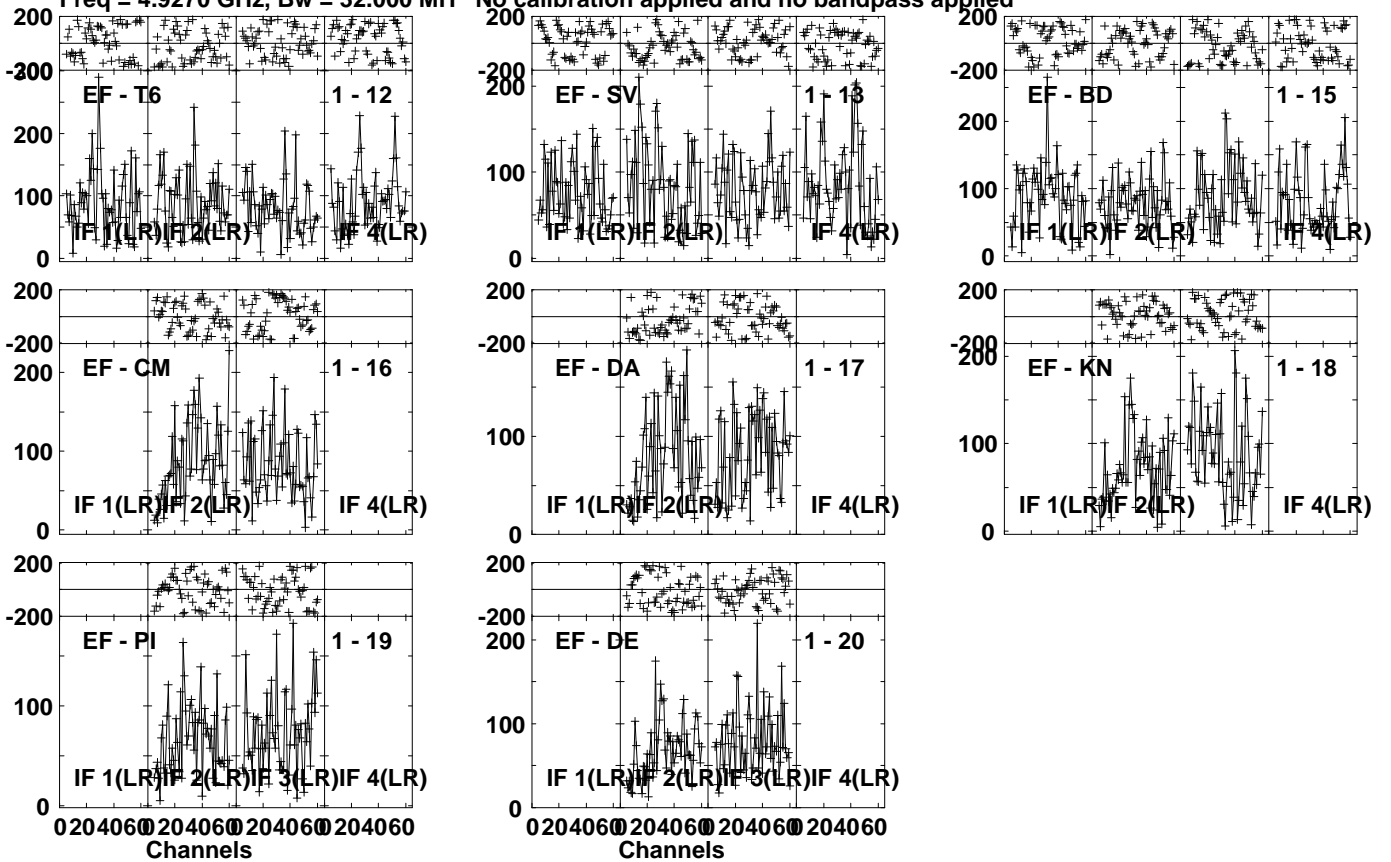 Freq = 4.9270 GHz, Bw = 32.000 MH No calibration applied and no bandpass applied
200
-200
300
EF - T6
1 - 12
200
100
0
IF 1(LR)
IF 2(LR)
IF 4(LR)
200
-200
EF - SV
1 - 13
200
100
0
IF 1(LR)
IF 2(LR)
IF 4(LR)
200
-200
EF - BD
1 - 15
200
100
0
IF 1(LR)
IF 2(LR)
IF 4(LR)
200
-200
EF - CM
1 - 16
200
100
0
IF 1(LR)
IF 2(LR)
IF 4(LR)
200
-200
EF - DA
1 - 17
100
0
IF 1(LR)
IF 2(LR)
IF 4(LR)
200
-200
200
EF - KN
1 - 18
100
0
IF 1(LR)
IF 2(LR)
IF 4(LR)
200
-200
EF - PI
1 - 19
100
0
IF 1(LR)
IF 2(LR)
IF 3(LR)
IF 4(LR)
0 20 40 60 0 20 40 60 0 20 40 60 0 20 40 60
Channels
200
-200
EF - DE
1 - 20
200
100
0
IF 1(LR)
IF 2(LR)
IF 3(LR)
IF 4(LR)
0 20 40 60 0 20 40 60 0 20 40 60 0 20 40 60
Channels